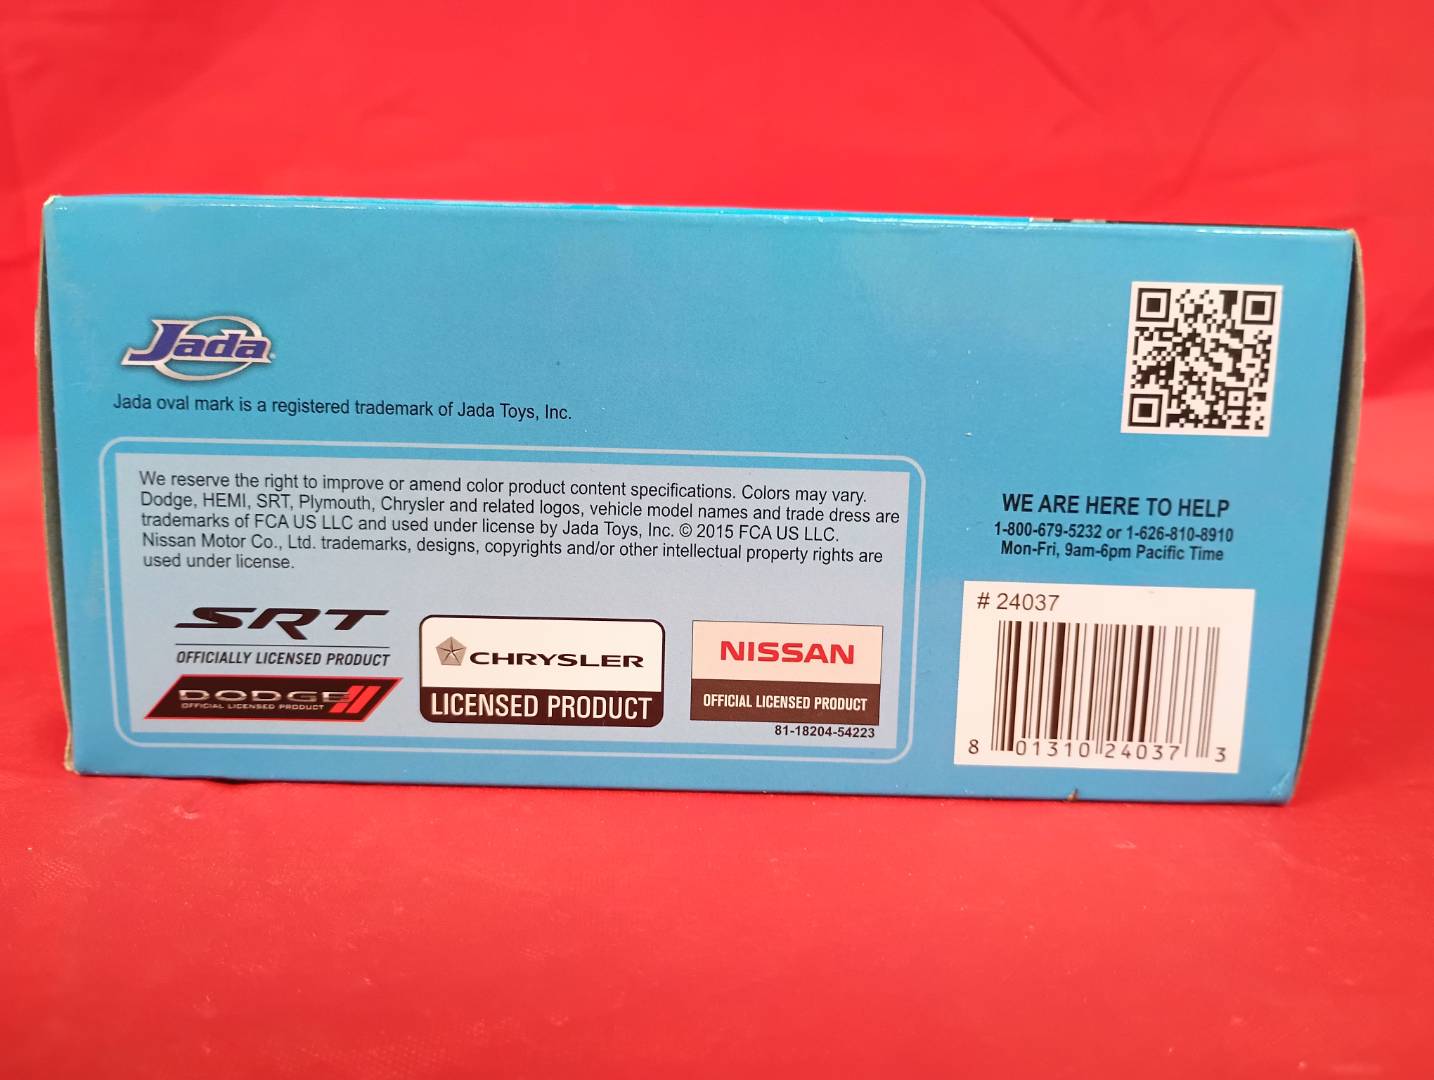 Jada
Jada oval mark is a registered trademark of Jada Toys, Inc.
We reserve the right to improve or amend color product content specifications. Colors may vary.
Dodge, HEMI, SRT, Plymouth, Chrysler and related logos, vehicle model names and trade dress are
trademarks of FCA US LLC and used under license by Jada Toys, Inc. © 2015 FCA US LLC.
Nissan Motor Co., Ltd. trademarks, designs, copyrights and/or other intellectual property rights are
used under license.
SRT
OFFICIALLY LICENSED PRODUCT
DODGE
OFFICIAL LICENSED PRODUCT
CHRYSLER
LICENSED PRODUCT
NISSAN
OFFICIAL LICENSED PRODUCT
81-18204-54223
WE ARE HERE TO HELP
1-800-679-5232 or 1-626-810-8910
Mon-Fri, 9am-6pm Pacific Time
# 24037
8 01310 24037 3